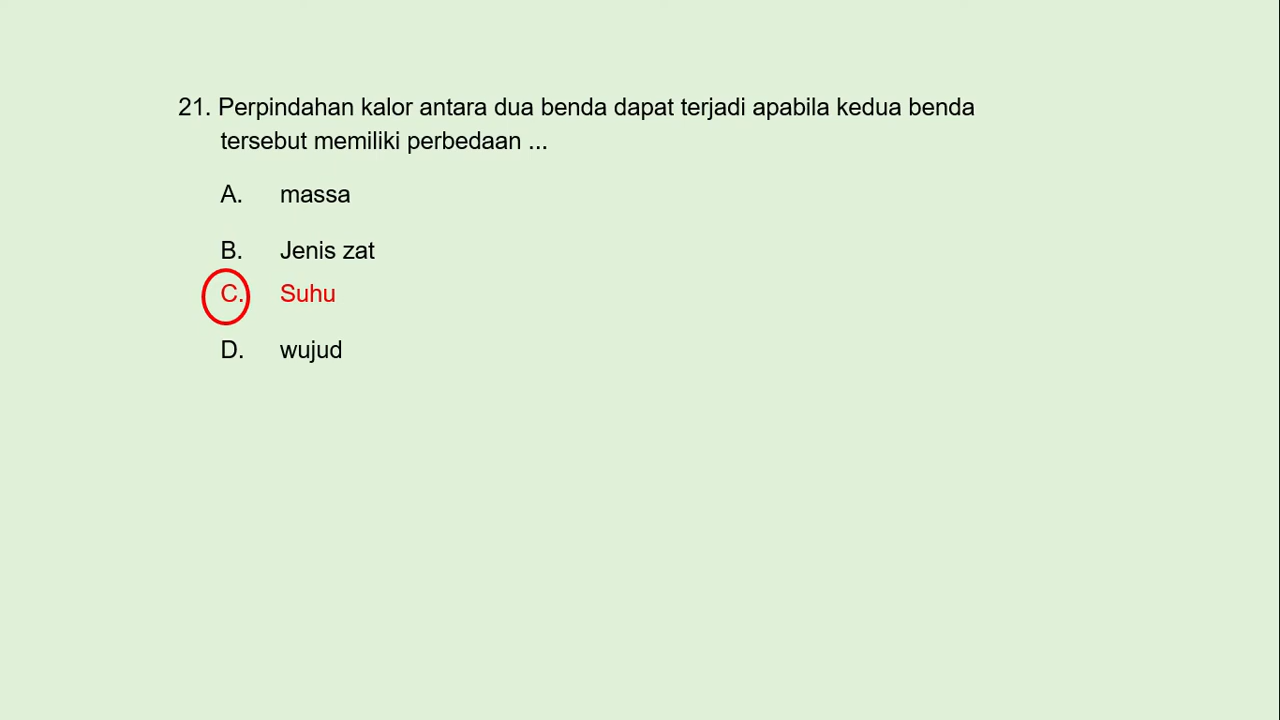 21. Perpindahan kalor antara dua benda dapat terjadi apabila kedua benda
tersebut memiliki perbedaan ...
A. massa
B. Jenis zat
C. Suhu
D. wujud